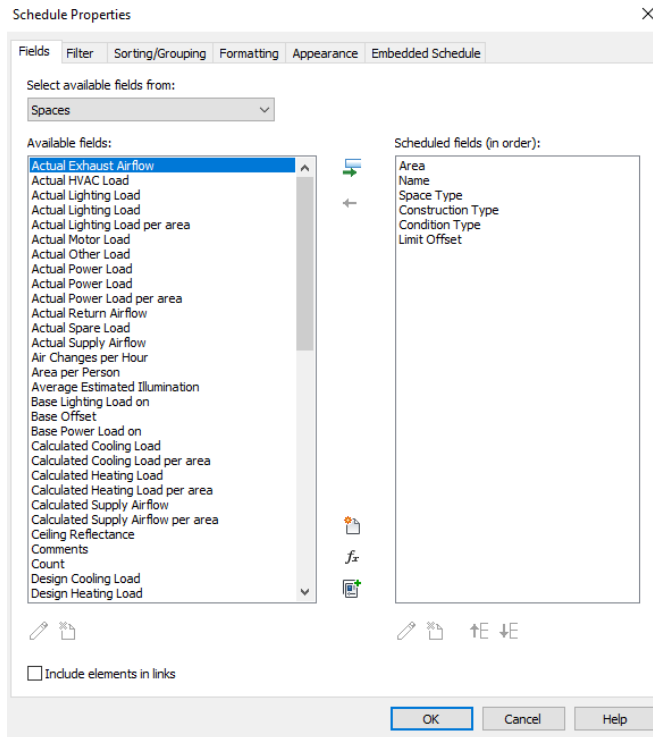 Schedule Properties
Fields
Filter
Sorting/Grouping
Formatting
Appearance
Embedded Schedule
Select available fields from:
Spaces
Available fields:
Actual Exhaust Airflow
Actual HVAC Load
Actual Lighting Load
Actual Lighting Load
Actual Lighting Load per area
Actual Motor Load
Actual Other Load
Actual Power Load
Actual Power Load
Actual Power Load per area
Actual Return Airflow
Actual Spare Load
Actual Supply Airflow
Air Changes per Hour
Area per Person
Average Estimated Illumination
Base Lighting Load on
Base Offset
Base Power Load on
Calculated Cooling Load
Calculated Cooling Load per area
Calculated Heating Load
Calculated Heating Load per area
Calculated Supply Airflow
Calculated Supply Airflow per area
Ceiling Reflectance
Comments
Count
Design Cooling Load
Design Heating Load
fx
Scheduled fields (in order):
Area
Name
Space Type
Construction Type
Condition Type
Limit Offset
Include elements in links
OK
Cancel
Help